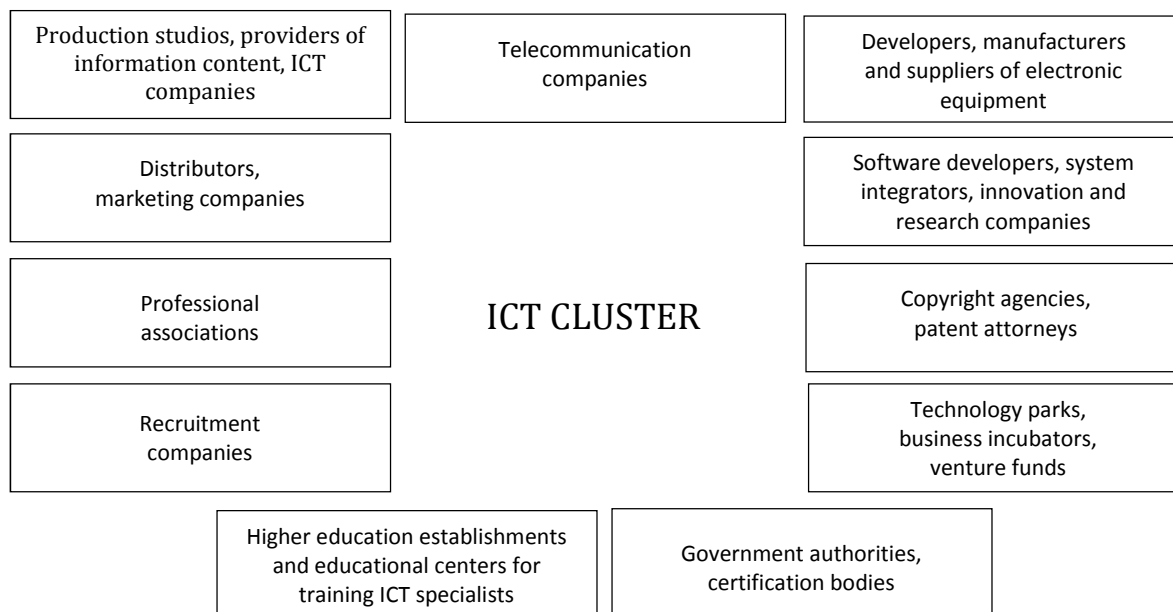 Production studios, providers of
information content, ICT
companies
Telecommunication
companies
Developers, manufacturers
and suppliers of electronic
equipment
Distributors,
marketing companies
Software developers, system
integrators, innovation and
research companies
Professional
associations
ICT CLUSTER
Copyright agencies,
patent attorneys
Recruitment
companies
Technology parks,
business incubators,
venture funds
Higher education establishments
and educational centers for
training ICT specialists
Government authorities,
certification bodies